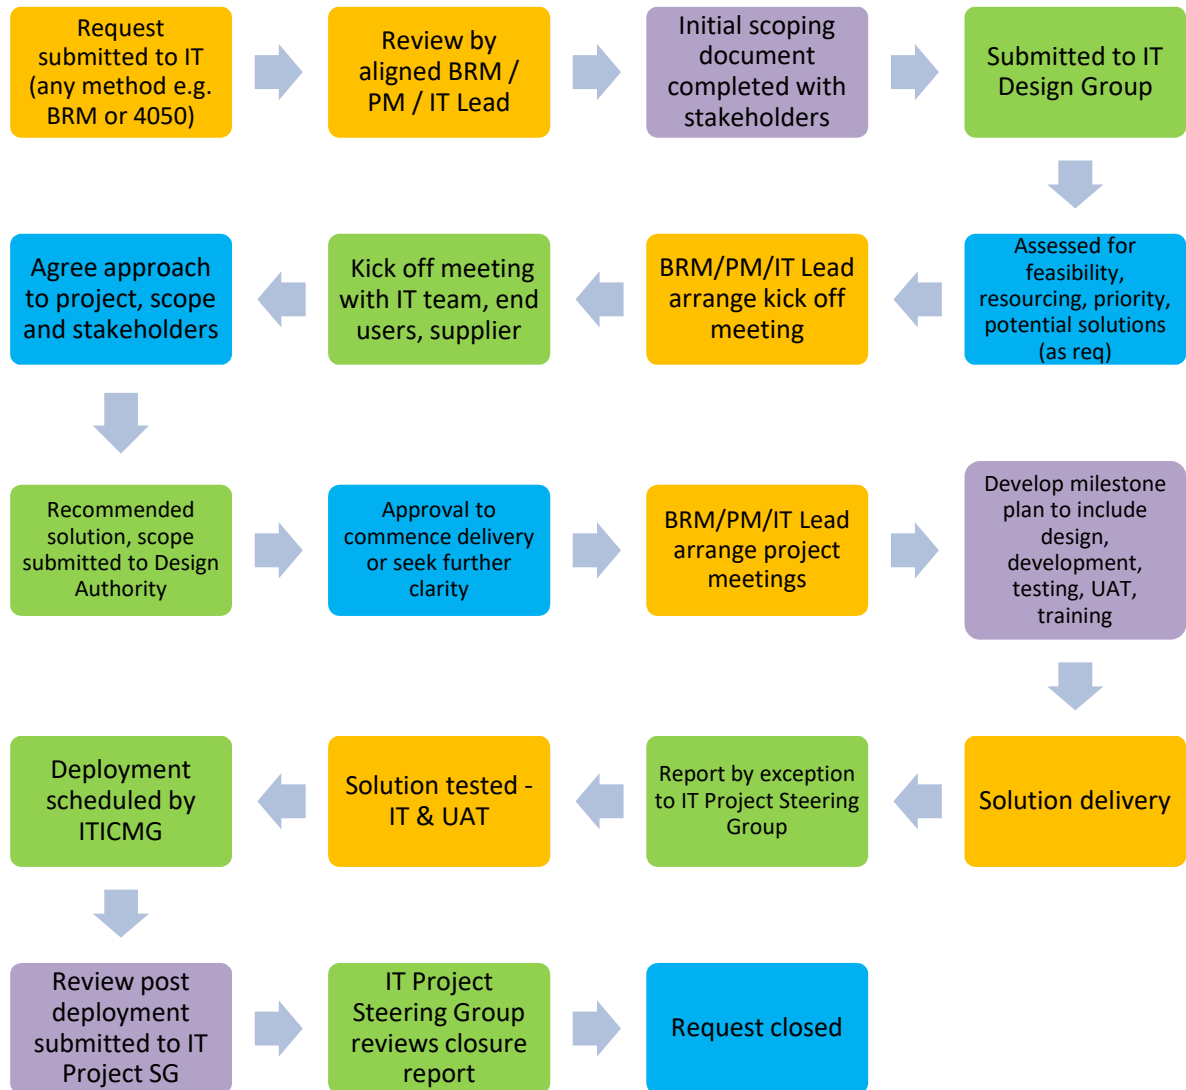 Request
submitted to IT
(any method e.g.
BRM or 4050)
Review by
aligned BRM /
PM / IT Lead
Initial scoping
document
completed with
stakeholders
Submitted to IT
Design Group
Assessed for
feasibility,
resourcing, priority,
potential solutions
(as req)
BRM/PM/IT Lead
arrange kick off
meeting
Kick off meeting
with IT team, end
users, supplier
Agree approach
to project, scope
and stakeholders
Recommended
solution, scope
submitted to Design
Authority
Approval to
commence delivery
or seek further
clarity
BRM/PM/IT Lead
arrange project
meetings
Develop milestone
plan to include
design,
development,
testing, UAT,
training
Solution delivery
Report by exception
to IT Project Steering
Group
Solution tested -
IT & UAT
Deployment
scheduled by
ITICMG
Review post
deployment
submitted to IT
Project SG
IT Project
Steering Group
reviews closure
report
Request closed